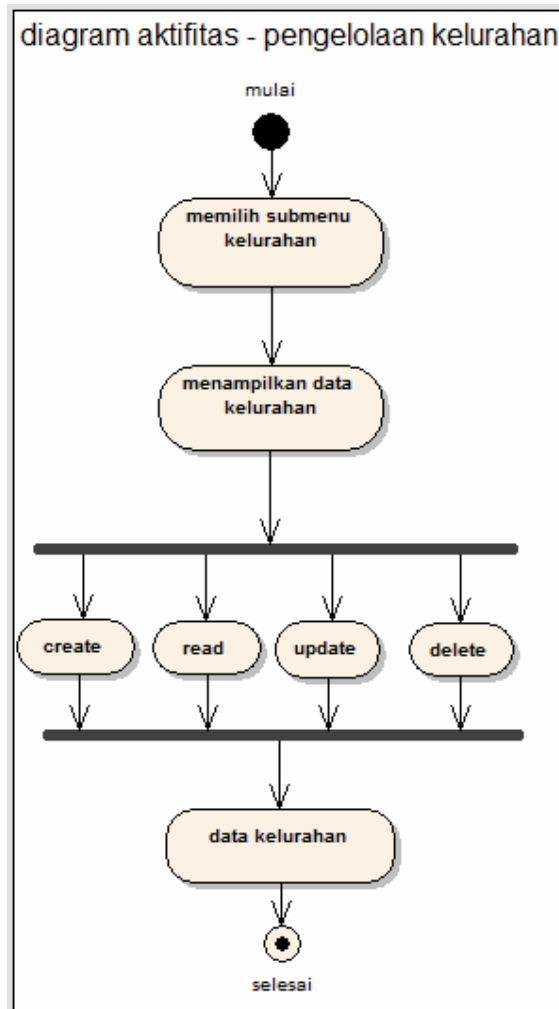 diagram aktifitas - pengelolaan kelurahan
mulai
memilih submenu
kelurahan
menampilkan data
kelurahan
create
read
update
delete
data kelurahan
selesai